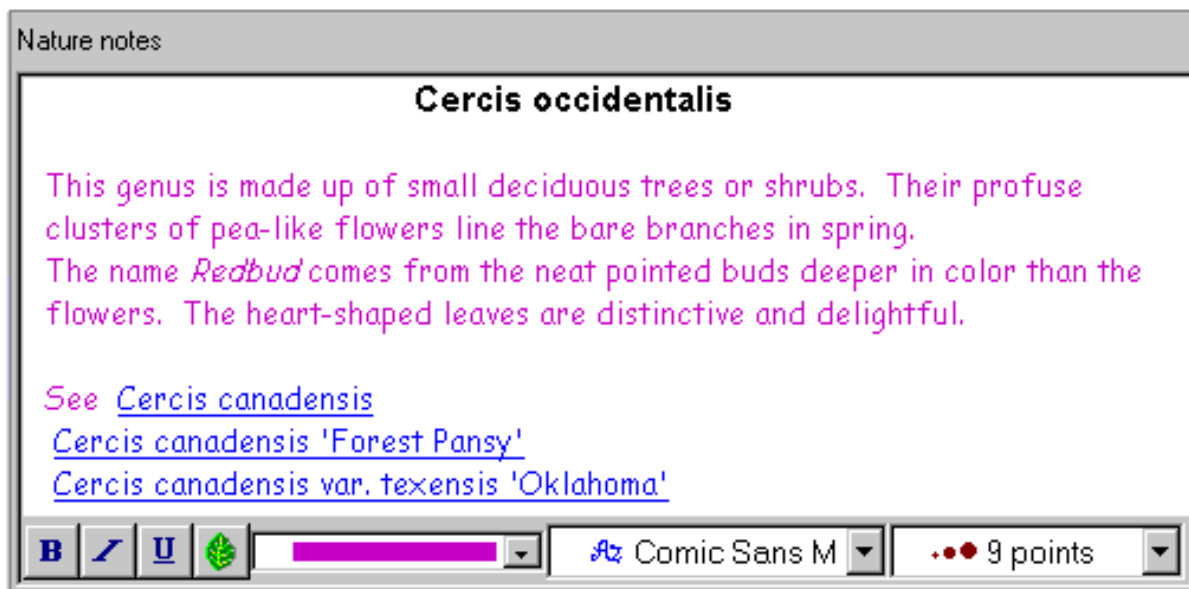 Nature notes
Cercis occidentalis
This genus is made up of small deciduous trees or shrubs.  Their profuse
clusters of pea-like flowers line the bare branches in spring.
The name Redbud comes from the neat pointed buds deeper in color than the
flowers.  The heart-shaped leaves are distinctive and delightful.
See  Cercis canadensis
Cercis canadensis 'Forest Pansy'
Cercis canadensis var. texensis 'Oklahoma'
B I U Az Comic Sans M 9 points